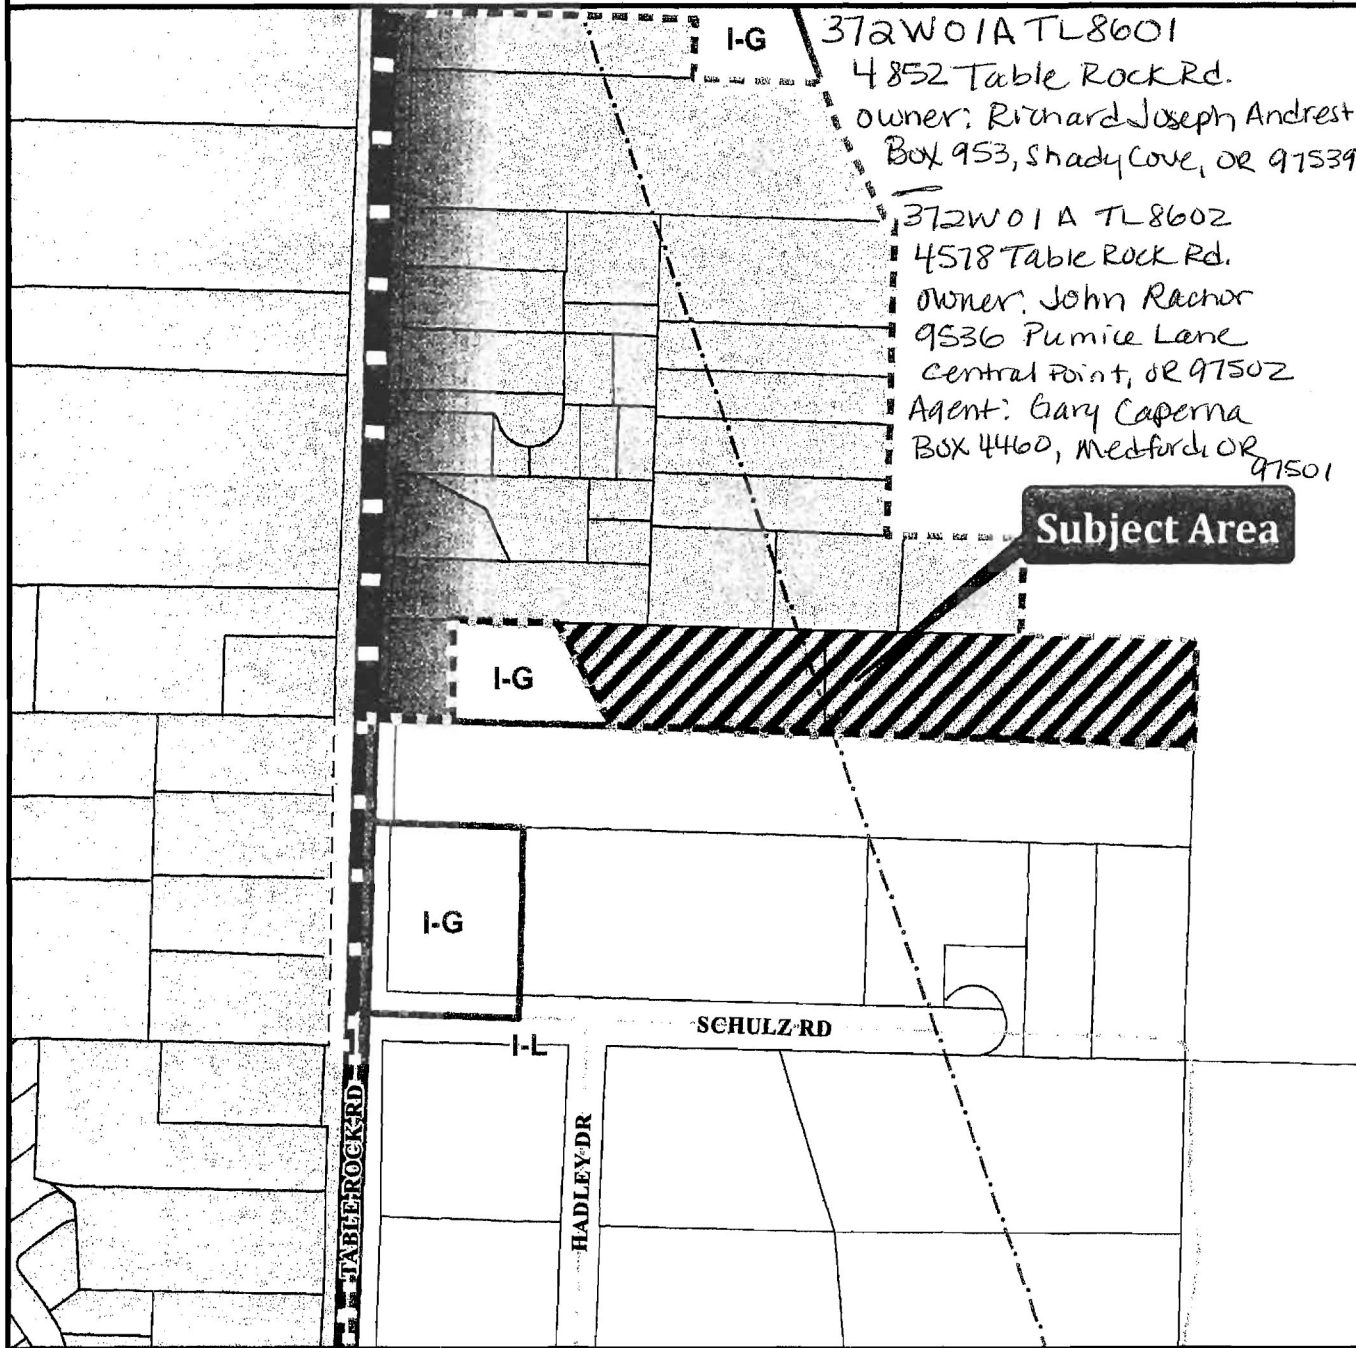 I-G
372W01A TL8601
4852 Table Rock Rd.
owner: Richard Joseph Andrest
Box 953, Shady Cove, OR 97539
372W01A TL8602
4578 Table Rock Rd.
owner: John Rachor
9536 Pumice Lane
Central Point, OR 97502
Agent: Gary Caperna
Box 4460, Medford, OR
97501
Subject Area
I-G
I-G
SCHULZ RD
I-L
TABLE ROCK RD
HADLEY DR